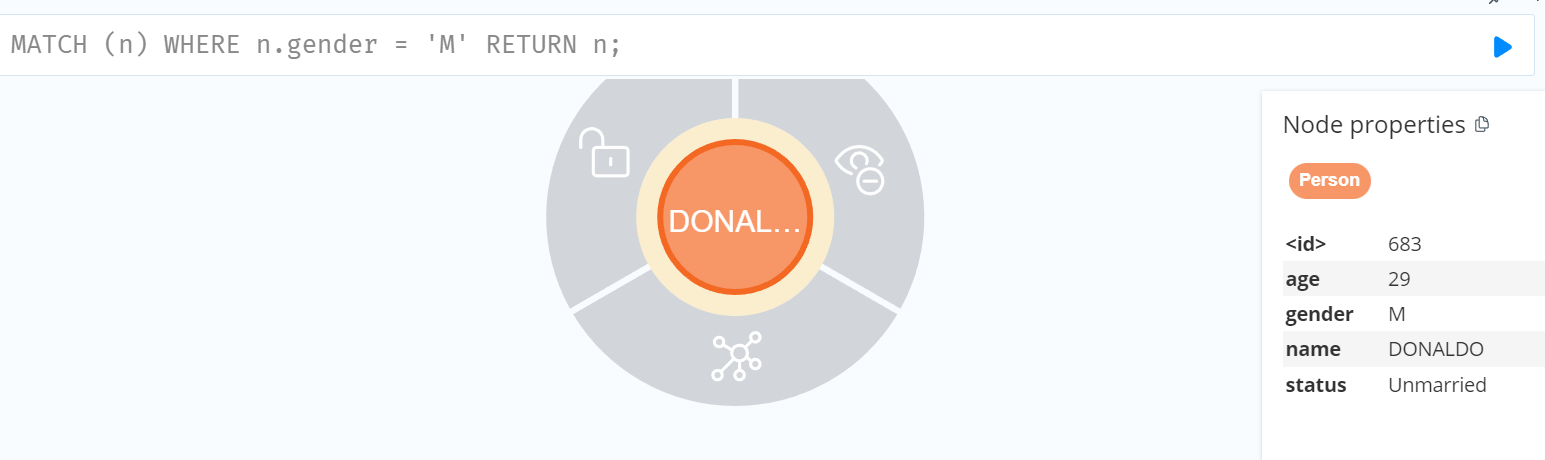 MATCH (n) WHERE n.gender = 'M' RETURN n;
DONAL...
Node properties
Person
<id> 683
age 29
gender M
name DONALDO
status Unmarried